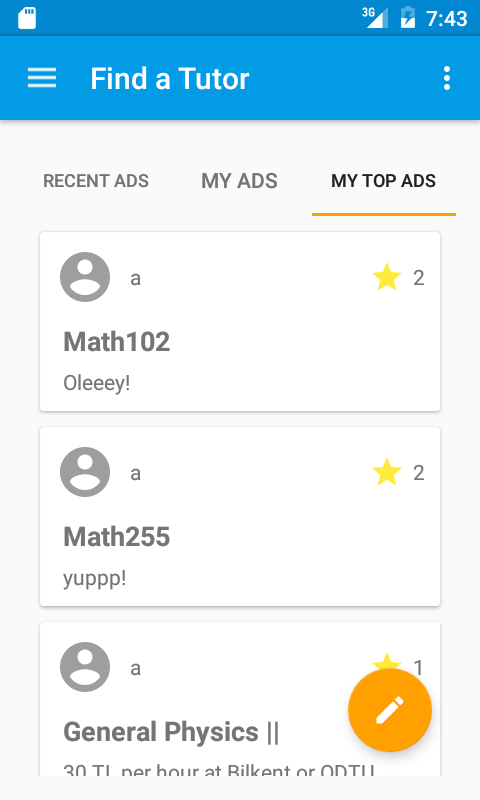 3G 7:43
Find a Tutor
RECENT ADS MY ADS MY TOP ADS
a 2
Math102
Oleeey!
a 2
Math255
yuppp!
a 1
General Physics ||
30 TL per hour at Bilkent or ODTU